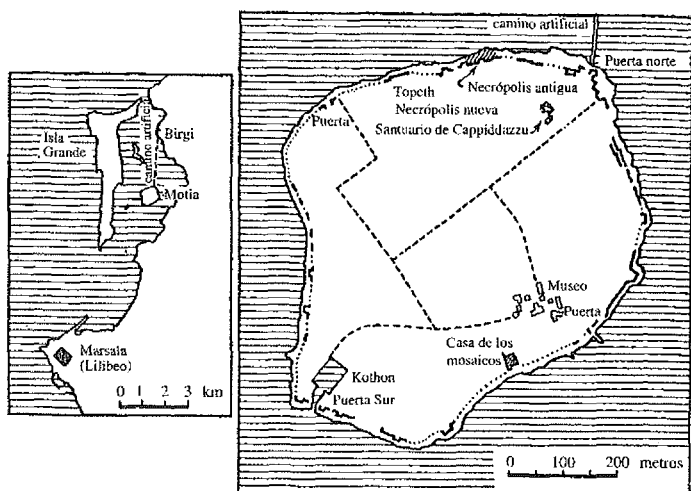 Isla
Grande
camino artificial
Birgi
Motia
Marsala
(Lilibeo)
0 1 2 3 km
camino artificial
Puerta norte
Topeth
Necrópolis antigua
Necrópolis nueva
Puerta
Santuario de Cappiddazzu
Museo
Puerta
Casa de los
mosaicos
Kothon
Puerta Sur
metros
0 100 200